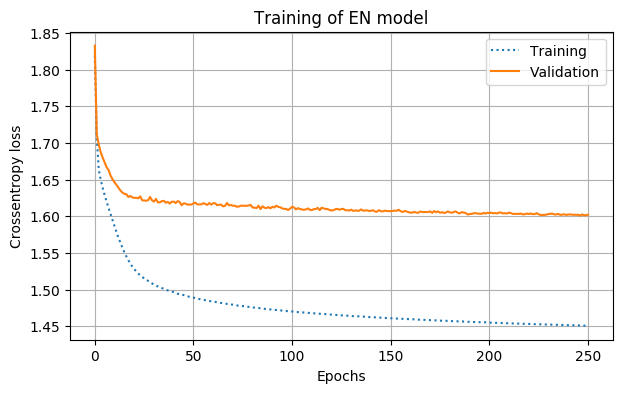 Training of EN model
Training
Validation
Crossentropy loss
1.85
1.80
1.75
1.70
1.65
1.60
1.55
1.50
1.45
0 50 100 150 200 250
Epochs